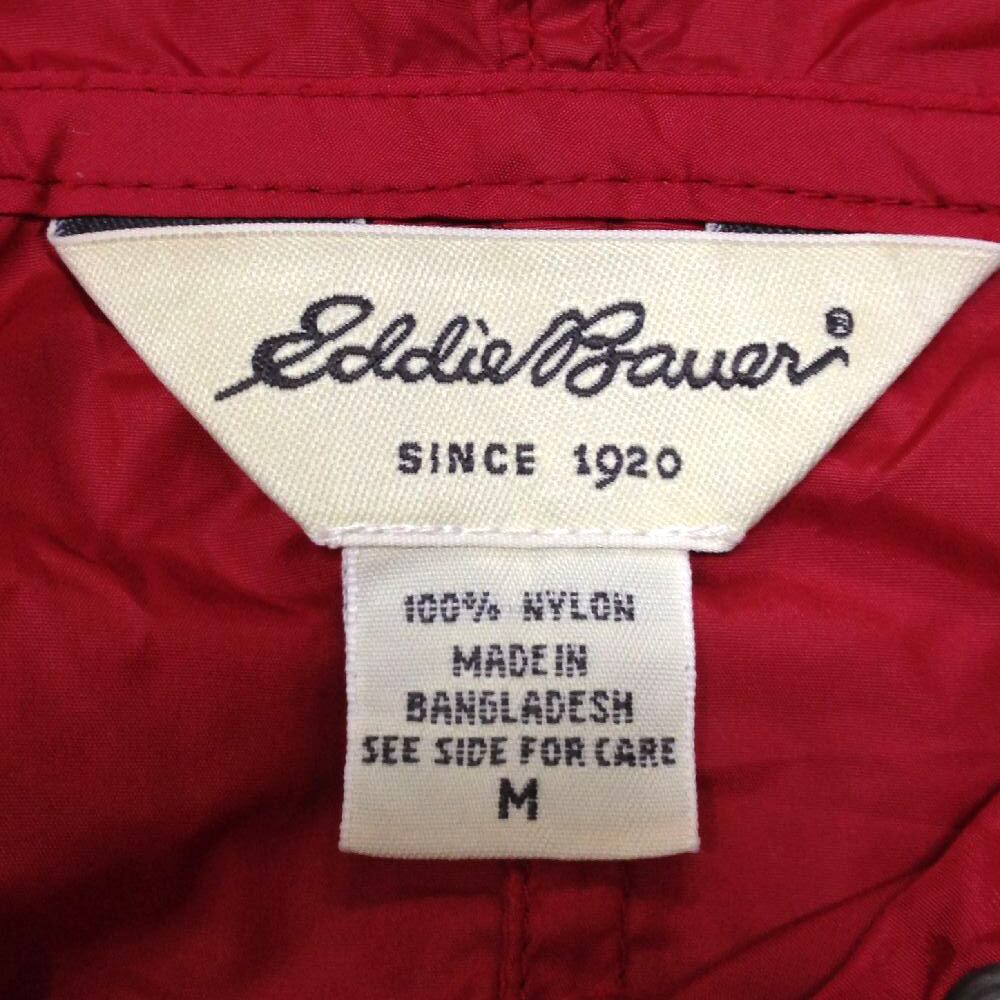 Eddie Bauer®
SINCE 1920
100% NYLON
MADE IN
BANGLADESH
SEE SIDE FOR CARE
M